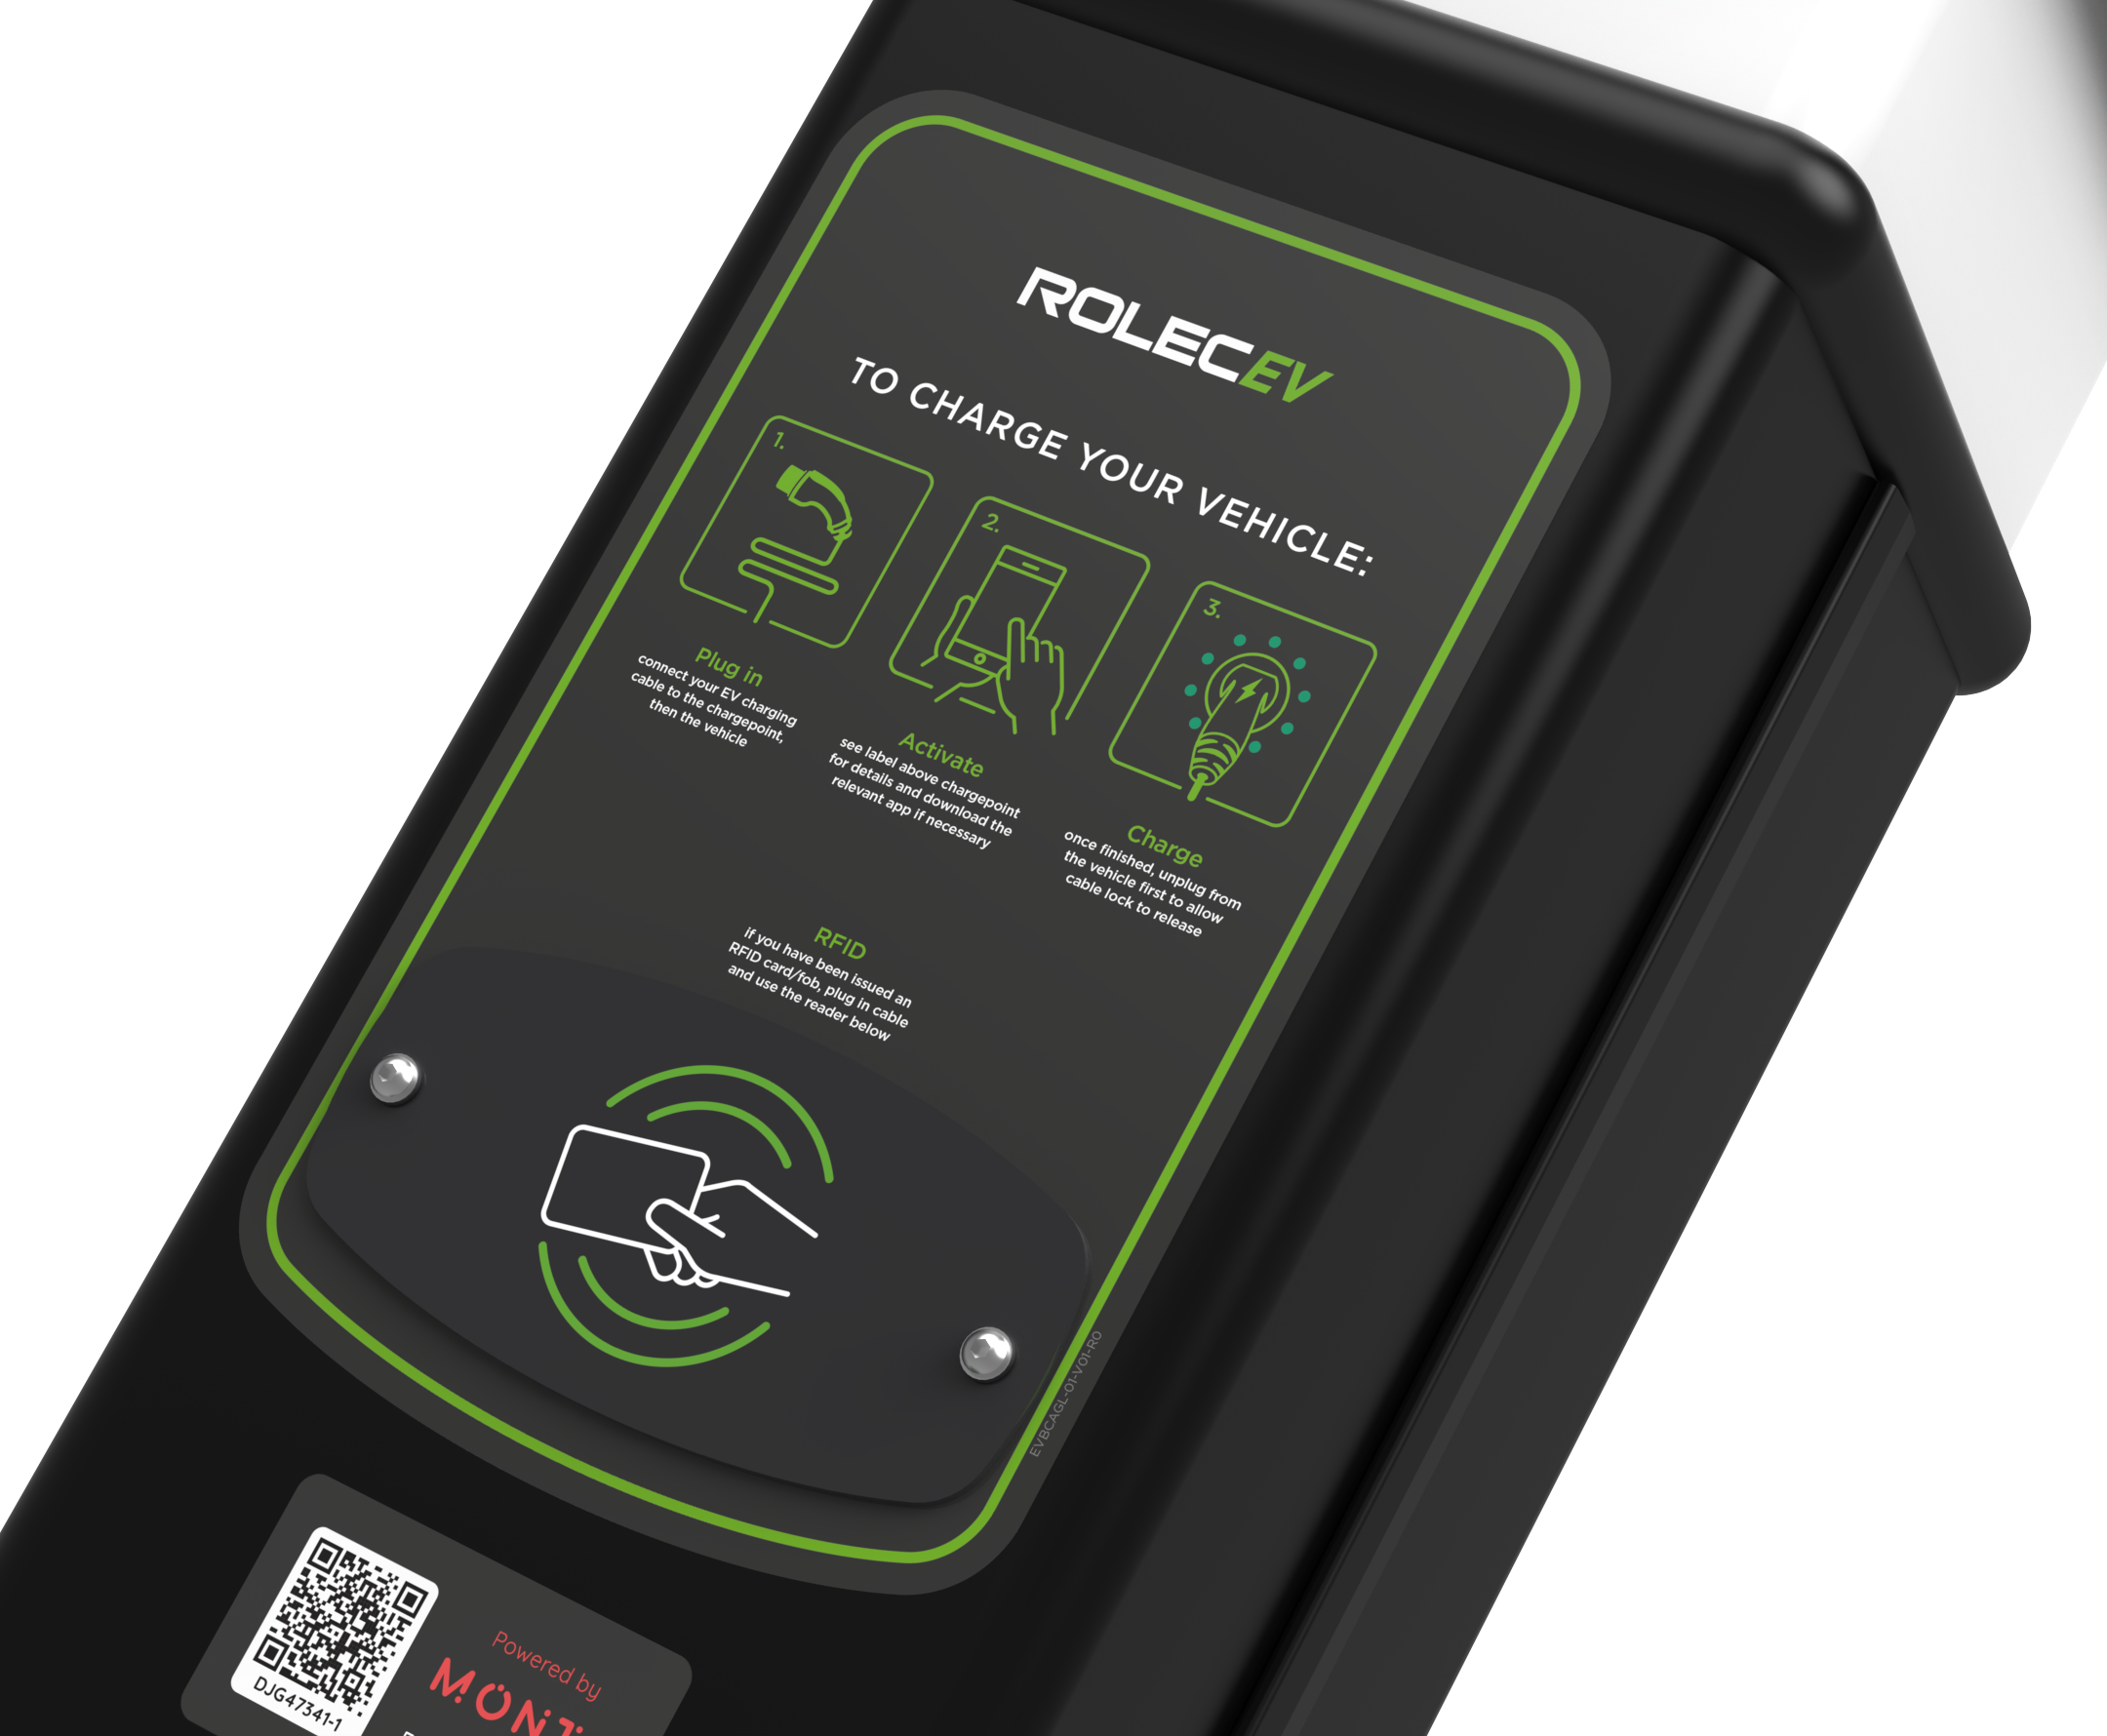 ROLEC EV
TO CHARGE YOUR VEHICLE:
1.
Plug in
connect your EV charging
cable to the chargepoint,
then the vehicle
2.
Activate
see label above chargepoint
for details and download the
relevant app if necessary
3.
Charge
once finished, unplug from
the vehicle first to allow
cable lock to release
RFID
if you have been issued an
RFID card/fob, plug in cable
and use the reader below
EVBCAGL-01-V01-R0
DJG47341-1
Powered by